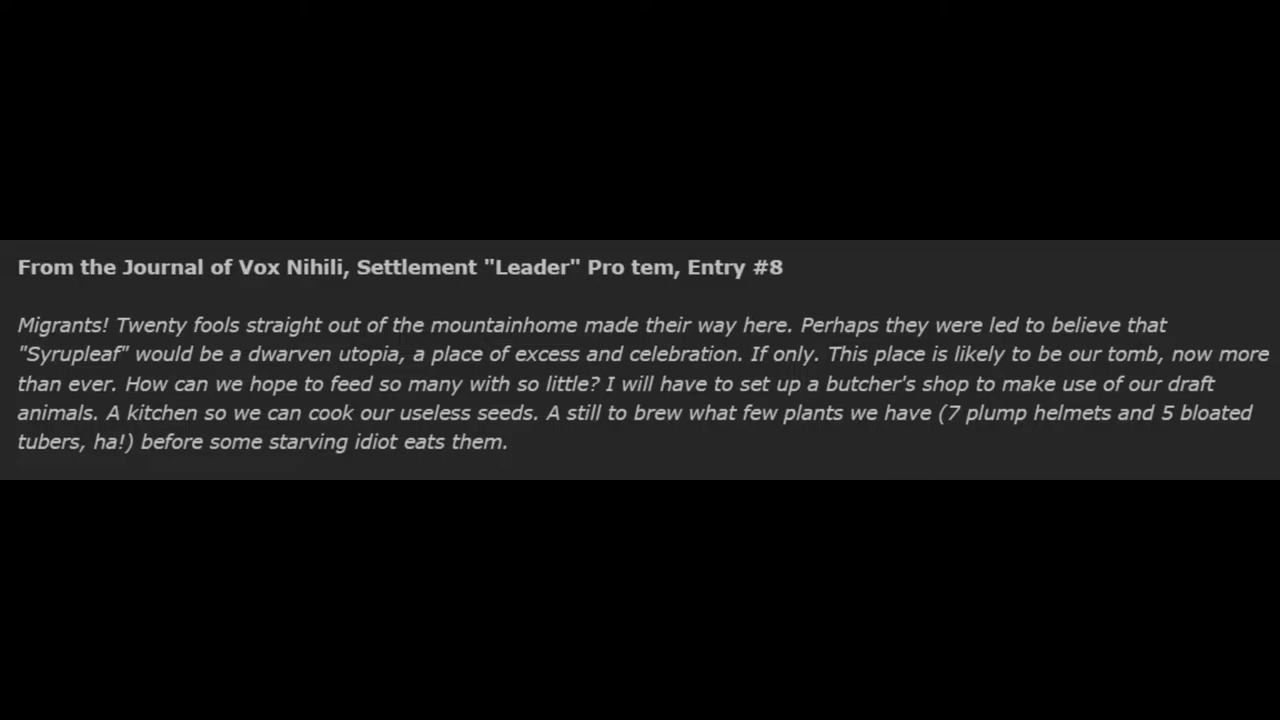 From the Journal of Vox Nihili, Settlement "Leader" Pro tem, Entry #8
Migrants! Twenty fools straight out of the mountainhome made their way here. Perhaps they were led to believe that
"Syrupleaf" would be a dwarven utopia, a place of excess and celebration. If only. This place is likely to be our tomb, now more
than ever. How can we hope to feed so many with so little? I will have to set up a butcher's shop to make use of our draft
animals. A kitchen so we can cook our useless seeds. A still to brew what few plants we have (7 plump helmets and 5 bloated
tubers, ha!) before some starving idiot eats them.